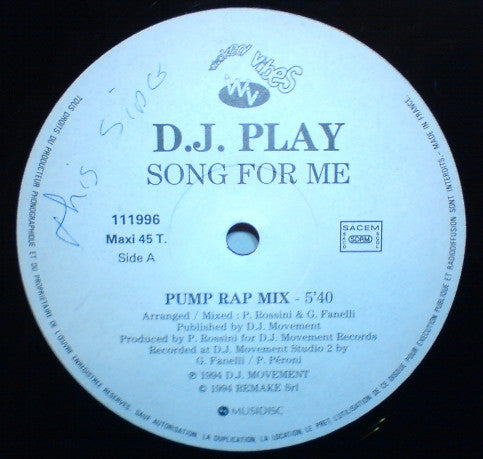 vibes
D.J. PLAY
SONG FOR ME
this Side
111996
Maxi 45 T.
Side A
SACEM
SDRM
PUMP RAP MIX - 5'40
Arranged / Mixed : P. Rossini & G. Fanelli
Published by D.J. Movement
Produced by P. Rossini for D.J. Movement Records
Recorded at D.J. Movement Studio 2 by
G. Fanelli / P. Péroni
℗ 1994 D.J. MOVEMENT
© 1994 REMAKE Srl
MUSIDISC
TOUS DROITS DU PRODUCTEUR PHONOGRAPHIQUE ET DU PROPRIETAIRE DE L'OEUVRE ENREGISTREE RESERVES. SAUF AUTORISATION, LA DUPLICATION, LA LOCATION, LE PRET, L'UTILISATION DE CE DISQUE POUR EXECUTION PUBLIQUE ET RADIODIFFUSION SONT INTERDITS - MADE IN FRANCE